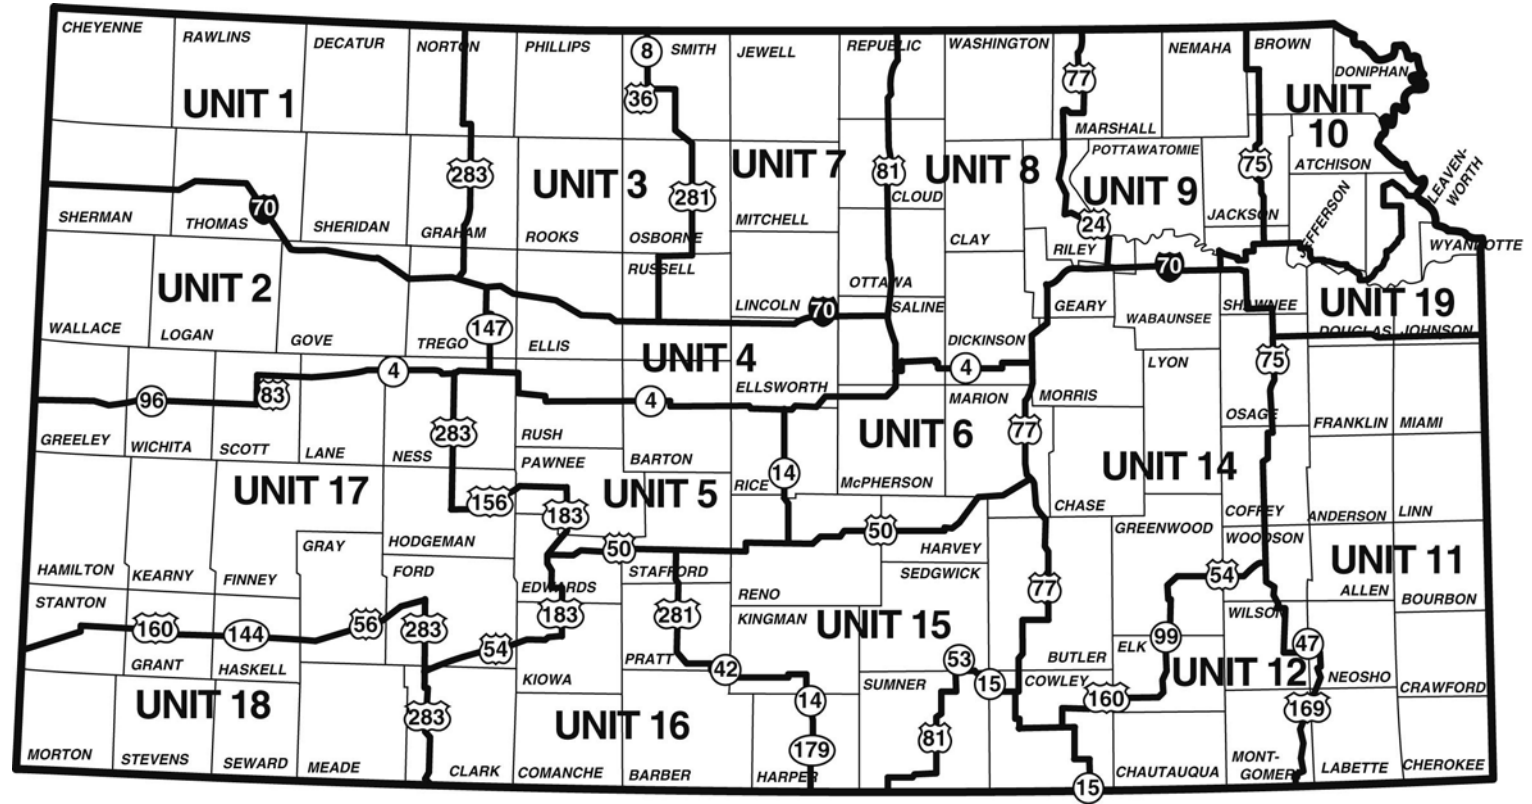 CHEYENNE
RAWLINS
DECATUR
NORTON
PHILLIPS
8
SMITH
JEWELL
REPUBLIC
WASHINGTON
NEMAHA
BROWN
DONIPHAN
36
77
UNIT 1
UNIT
10
MARSHALL
POTTAWATOMIE
ATCHISON
LEAVEN-
WORTH
283
UNIT 3
281
UNIT 7
81
UNIT 8
UNIT 9
75
CLOUD
SHERMAN
THOMAS
70
SHERIDAN
GRAHAM
ROOKS
OSBORNE
MITCHELL
CLAY
24
RILEY
JACKSON
JEFFERSON
WYANDOTTE
RUSSELL
70
UNIT 2
OTTAWA
LINCOLN
70
SALINE
GEARY
WABAUNSEE
SHAWNEE
UNIT 19
DOUGLAS
JOHNSON
WALLACE
LOGAN
GOVE
TREGO
147
ELLIS
UNIT 4
DICKINSON
4
LYON
75
96
83
4
4
ELLSWORTH
MARION
MORRIS
OSAGE
FRANKLIN
MIAMI
GREELEY
WICHITA
SCOTT
LANE
NESS
283
RUSH
BARTON
UNIT 6
77
PAWNEE
UNIT 17
156
183
UNIT 5
RICE
14
McPHERSON
UNIT 14
CHASE
COFFEY
ANDERSON
LINN
GRAY
HODGEMAN
50
50
HARVEY
GREENWOOD
WOODSON
UNIT 11
HAMILTON
KEARNY
FINNEY
FORD
EDWARDS
STAFFORD
RENO
SEDGWICK
77
54
ALLEN
BOURBON
STANTON
160
144
56
283
183
281
KINGMAN
UNIT 15
WILSON
99
47
54
GRANT
HASKELL
KIOWA
PRATT
42
53
BUTLER
ELK
UNIT 12
NEOSHO
CRAWFORD
UNIT 18
283
UNIT 16
14
SUMNER
15
COWLEY
160
169
81
179
MORTON
STEVENS
SEWARD
MEADE
CLARK
COMANCHE
BARBER
HARPER
15
CHAUTAUQUA
MONT-
GOMERY
LABETTE
CHEROKEE